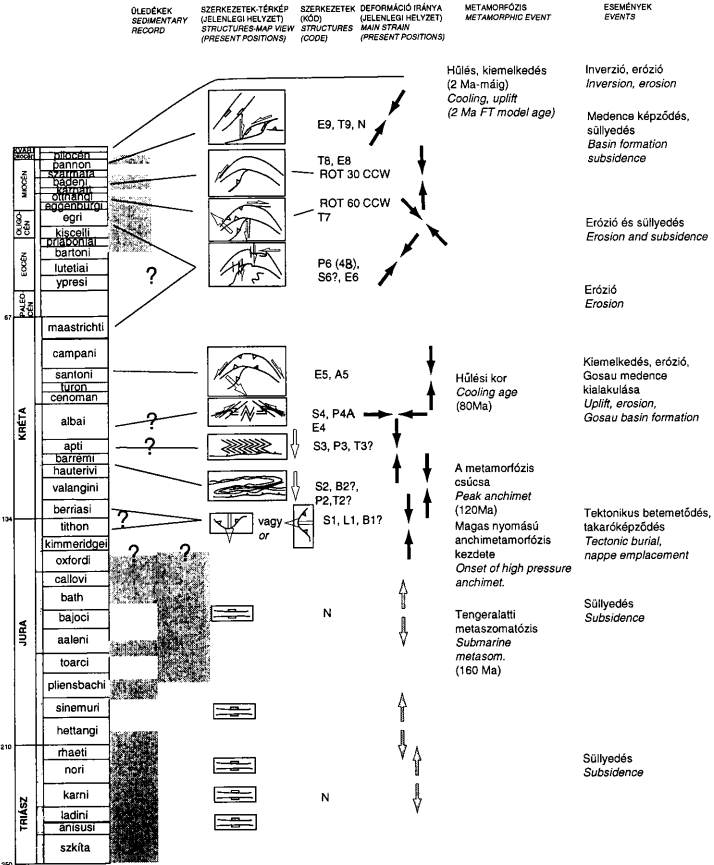 ÜLEDÉKEK
SEDIMENTARY
RECORD
SZERKEZETEK-TÉRKÉP
(JELENLEGI HELYZET)
STRUCTURES-MAP VIEW
(PRESENT POSITIONS)
SZERKEZETEK
(KÓD)
STRUCTURES
(CODE)
DEFORMÁCIÓ IRÁNYA
(JELENLEGI HELYZET)
MAIN STRAIN
(PRESENT POSITIONS)
METAMORFÓZIS
METAMORPHIC EVENT
ESEMÉNYEK
EVENTS
Hűlés, kiemelkedés
(2 Ma-máig)
Cooling, uplift
(2 Ma FT model age)
Inverzió, erózió
Inversion, erosion
Medence képződés,
süllyedés
Basin formation
subsidence
E9, T9, N
T8, E8
ROT 30 CCW
ROT 60 CCW
T7
Erózió és süllyedés
Erosion and subsidence
P6 (4B),
S6?, E6
Erózió
Erosion
KVART
pliocén
pannon
szarmata
bádeni
kárpáti
ottnangi
eggenburgi
egri
kiscelli
priabonai
bartoni
lutetiai
ypresi
MIOCÉN
OLIGO-
CÉN
EOCÉN
PALEO-
CÉN
?
67
maastrichti
campani
santoni
turon
cenoman
albai
apti
barremi
hauterivi
valangini
berriasi
KRÉTA
?
?
?
E5, A5
Hűlési kor
Cooling age
(80Ma)
Kiemelkedés, erózió,
Gosau medence
kialakulása
Uplift, erosion,
Gosau basin formation
S4, P4A
E4
S3, P3, T3?
S2, B2?,
P2,T2?
A metamorfózis
csúcsa
Peak anchimet
(120Ma)
vagy
or
S1, L1, B1?
Magas nyomású
anchimetamorfózis
kezdete
Onset of high pressure
anchimet.
Tektonikus betemetődés,
takaróképződés
Tectonic burial,
nappe emplacement
134
tithon
kimmeridgei
oxfordi
callovi
bath
bajoci
aaleni
toarci
pliensbachi
sinemuri
hettangi
JURA
?
?
N
Tengeralatti
metaszomatózis
Submarine
metasom.
(160 Ma)
Süllyedés
Subsidence
210
rhaeti
nori
karni
ladini
anisusi
szkíta
TRIÁSZ
N
Süllyedés
Subsidence
250